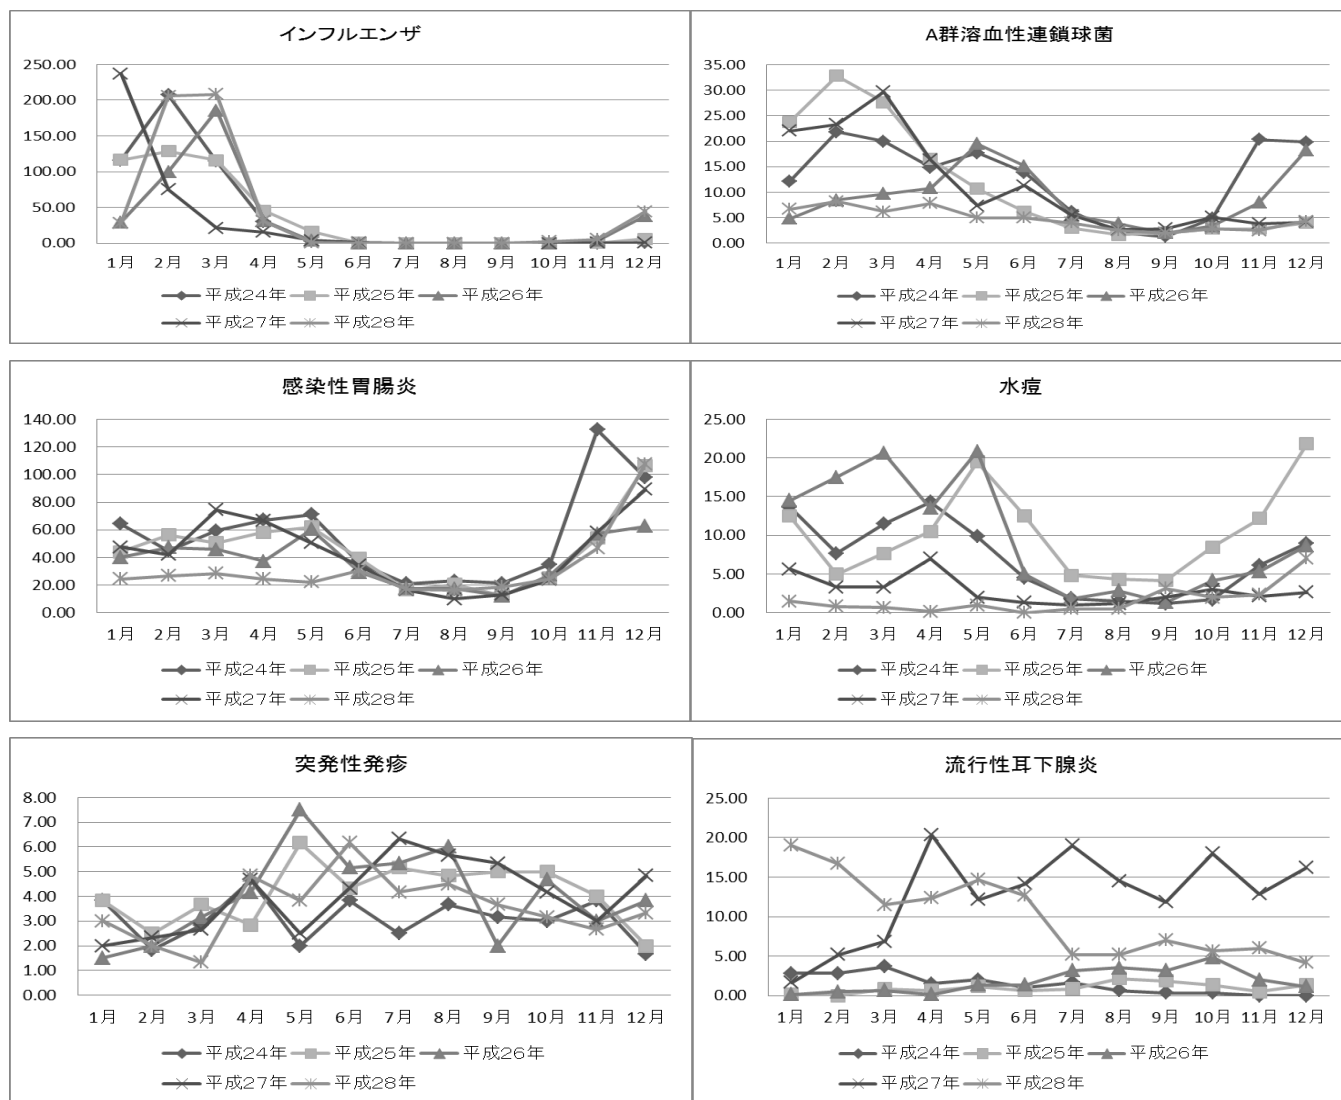 インフルエンザ
250.00
200.00
150.00
100.00
50.00
0.00
1月 2月 3月 4月 5月 6月 7月 8月 9月 10月 11月 12月
平成24年 平成25年 平成26年
平成27年 平成28年
A群溶血性連鎖球菌
35.00
30.00
25.00
20.00
15.00
10.00
5.00
0.00
1月 2月 3月 4月 5月 6月 7月 8月 9月 10月 11月 12月
平成24年 平成25年 平成26年
平成27年 平成28年
感染性胃腸炎
140.00
120.00
100.00
80.00
60.00
40.00
20.00
0.00
1月 2月 3月 4月 5月 6月 7月 8月 9月 10月 11月 12月
平成24年 平成25年 平成26年
平成27年 平成28年
水痘
25.00
20.00
15.00
10.00
5.00
0.00
1月 2月 3月 4月 5月 6月 7月 8月 9月 10月 11月 12月
平成24年 平成25年 平成26年
平成27年 平成28年
突発性発疹
8.00
7.00
6.00
5.00
4.00
3.00
2.00
1.00
0.00
1月 2月 3月 4月 5月 6月 7月 8月 9月 10月 11月 12月
平成24年 平成25年 平成26年
平成27年 平成28年
流行性耳下腺炎
25.00
20.00
15.00
10.00
5.00
0.00
1月 2月 3月 4月 5月 6月 7月 8月 9月 10月 11月 12月
平成24年 平成25年 平成26年
平成27年 平成28年